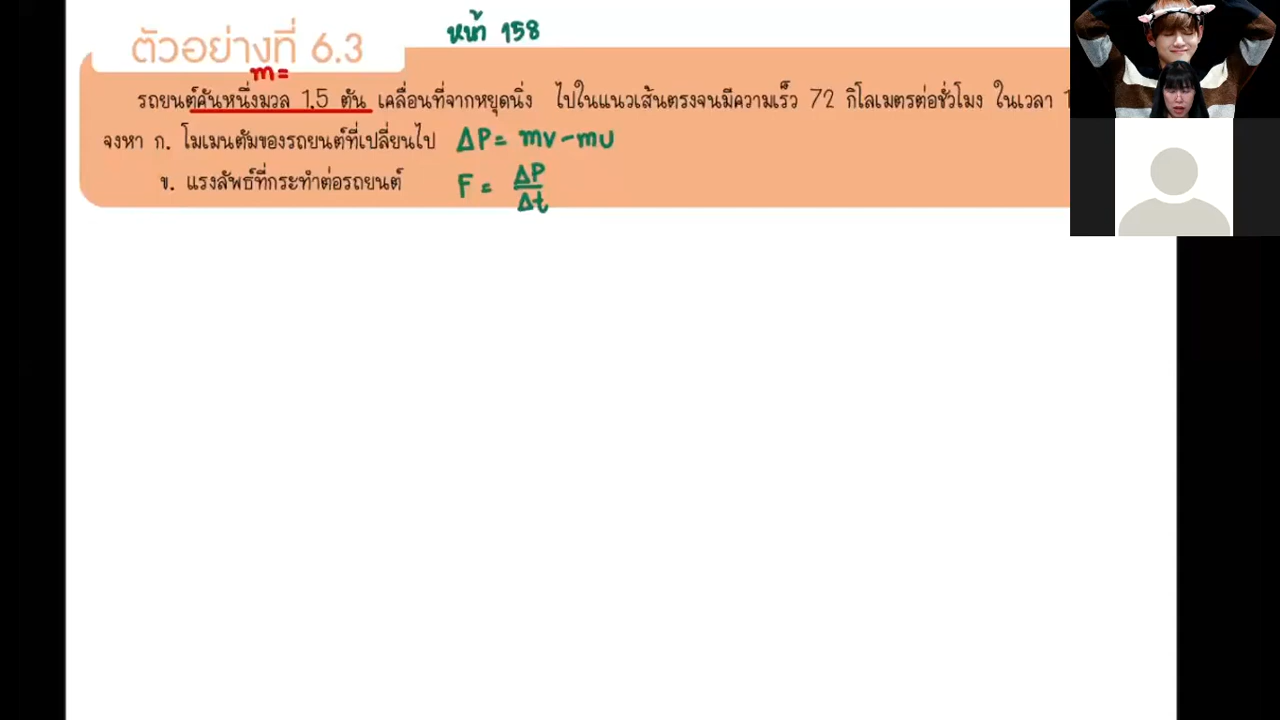 หน้า 158
ตัวอย่างที่ 6.3
m =
รถยนต์คันหนึ่งมวล 1.5 ตัน เคลื่อนที่จากหยุดนิ่ง ไปในแนวเส้นตรงจนมีความเร็ว 72 กิโลเมตรต่อชั่วโมง ในเวลา
จงหา ก. โมเมนตัมของรถยนต์ที่เปลี่ยนไป ΔP = mv - mu
ข. แรงลัพธ์ที่กระทำต่อรถยนต์ F = ΔP/Δt